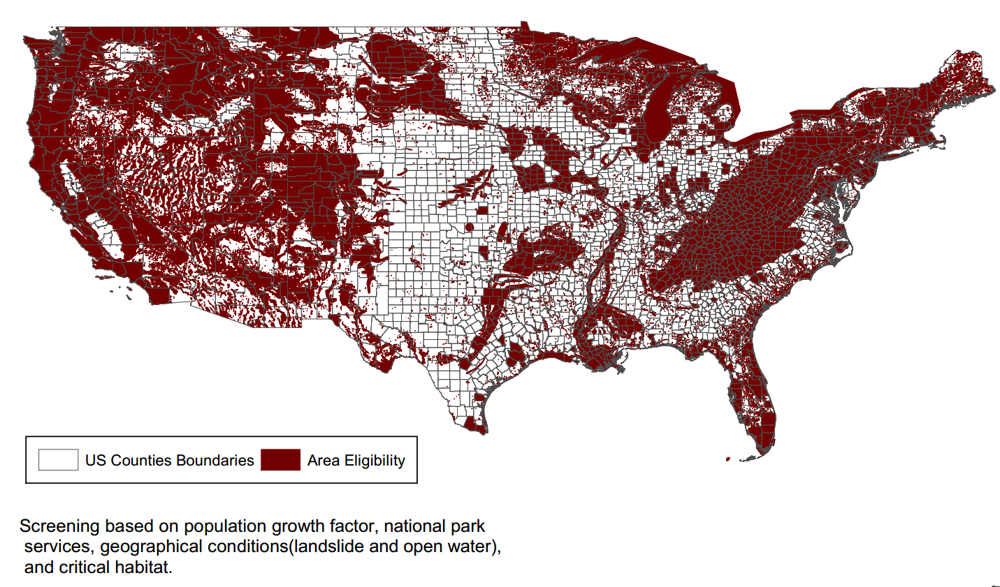 US Counties Boundaries
Area Eligibility
Screening based on population growth factor, national park
services, geographical conditions(landslide and open water),
and critical habitat.